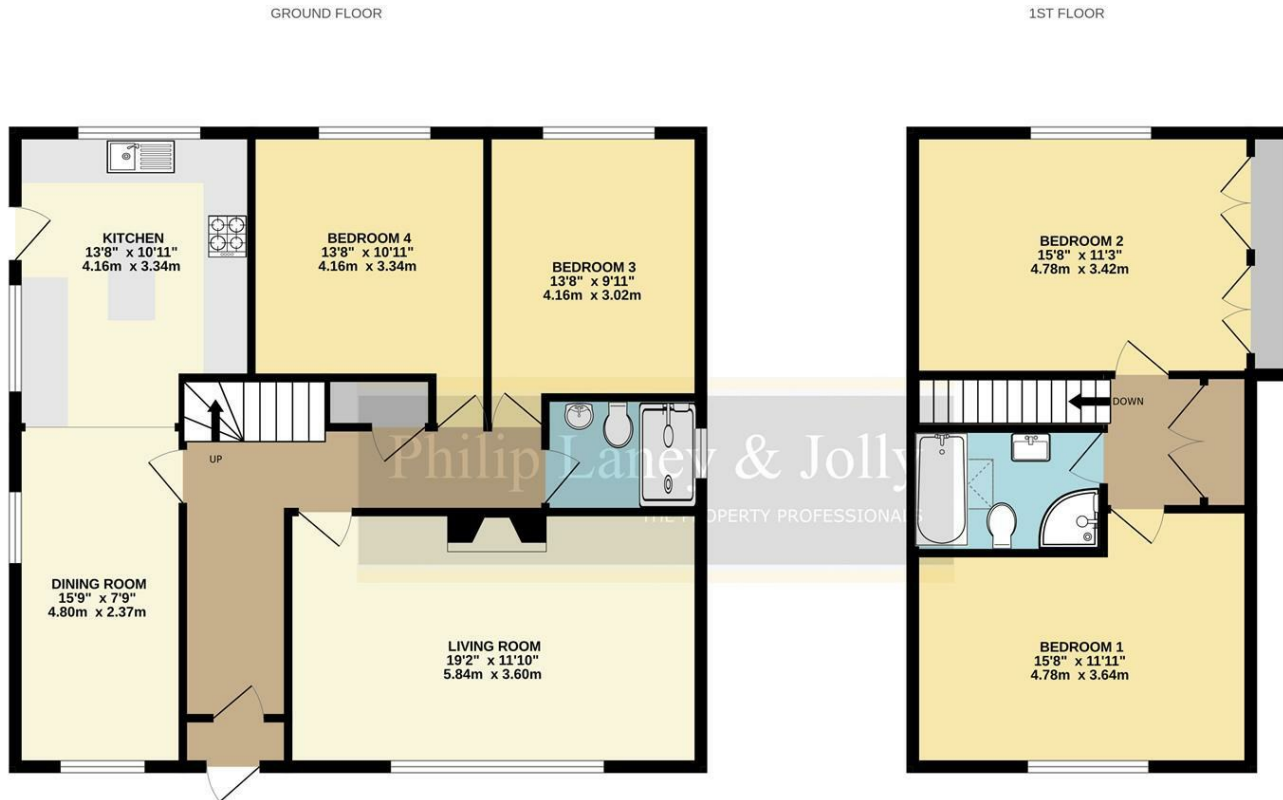 GROUND FLOOR
1ST FLOOR
KITCHEN
13'8" x 10'11"
4.16m x 3.34m
BEDROOM 4
13'8" x 10'11"
4.16m x 3.34m
BEDROOM 3
13'8" x 9'11"
4.16m x 3.02m
BEDROOM 2
15'8" x 11'3"
4.78m x 3.42m
UP
DOWN
Philip Laney & Jolly
THE PROPERTY PROFESSIONALS
DINING ROOM
15'9" x 7'9"
4.80m x 2.37m
LIVING ROOM
19'2" x 11'10"
5.84m x 3.60m
BEDROOM 1
15'8" x 11'11"
4.78m x 3.64m